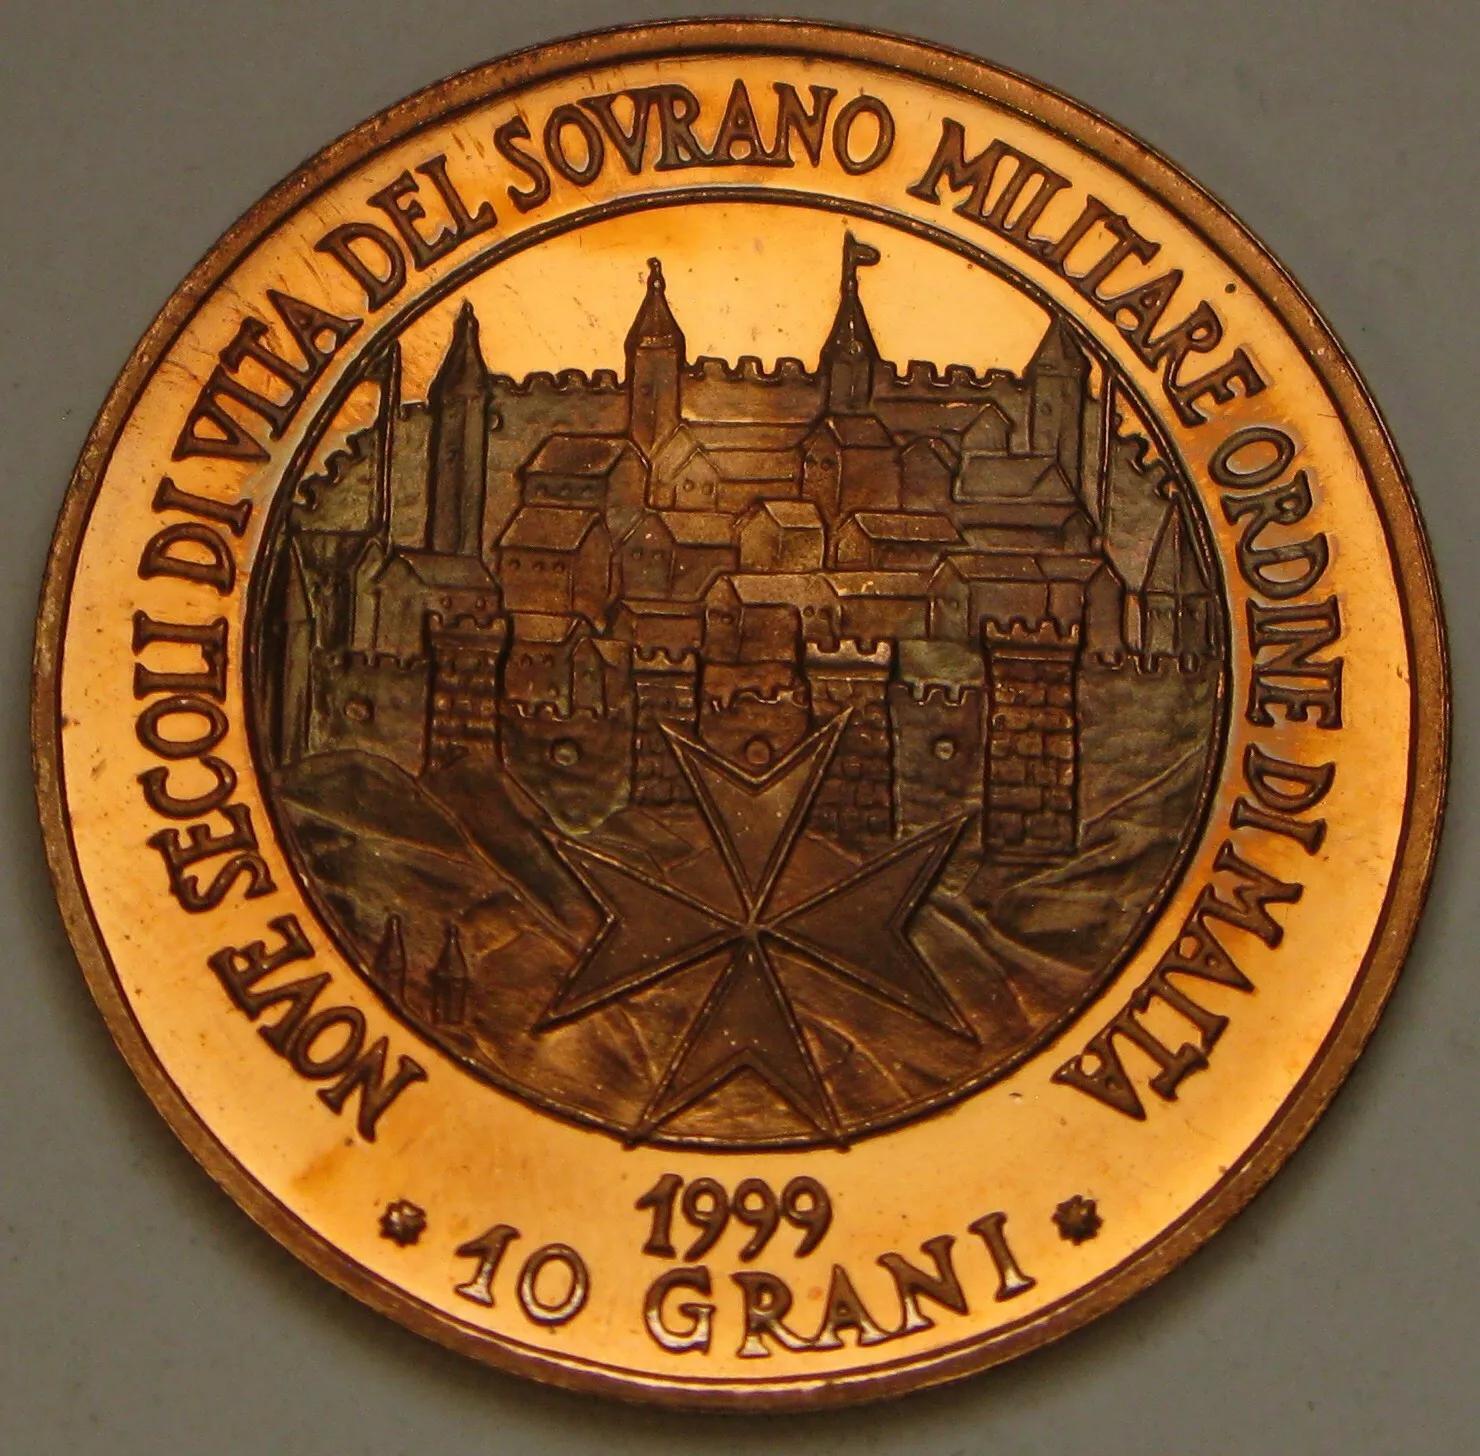 NOVE SECOLI DI VITA DEL SOVRANO MILITARE ORDINE DI MALTA
1999
* 10 GRANI *